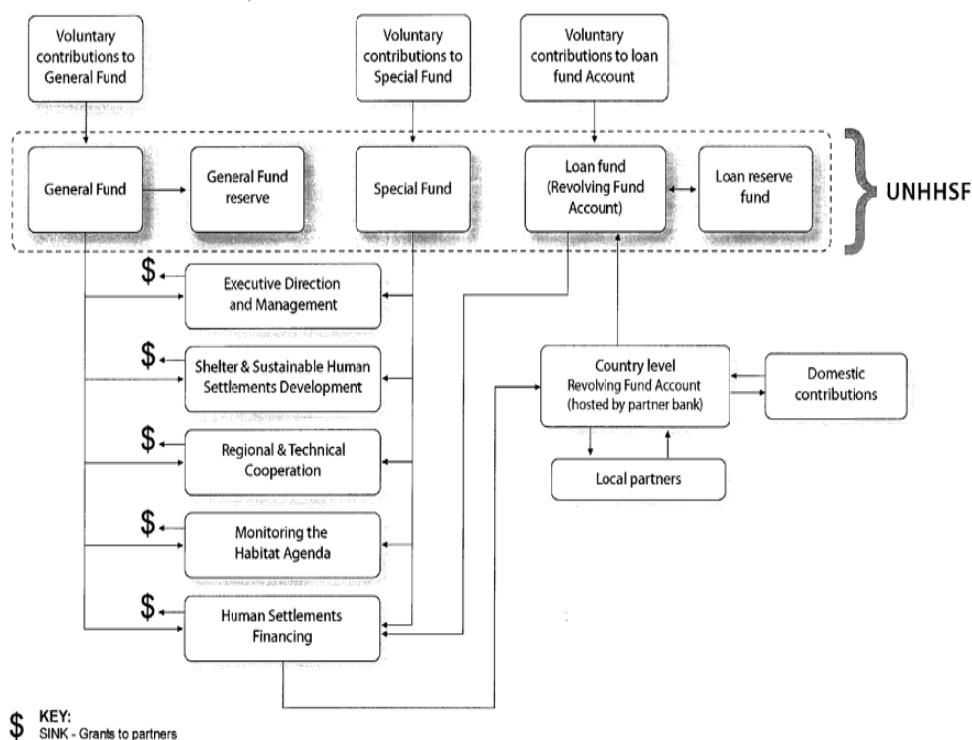 Voluntary
contributions to
General Fund
Voluntary
contributions to
Special Fund
Voluntary
contributions to loan
fund Account
General Fund
General Fund
reserve
Special Fund
Loan fund
(Revolving Fund
Account)
Loan reserve
fund
UNHHSF
$
Executive Direction
and Management
$
Shelter & Sustainable Human
Settlements Development
$
Regional & Technical
Cooperation
$
Monitoring the
Habitat Agenda
$
Human Settlements
Financing
Country level
Revolving Fund Account
(hosted by partner bank)
Domestic
contributions
Local partners
$ KEY:
SINK - Grants to partners